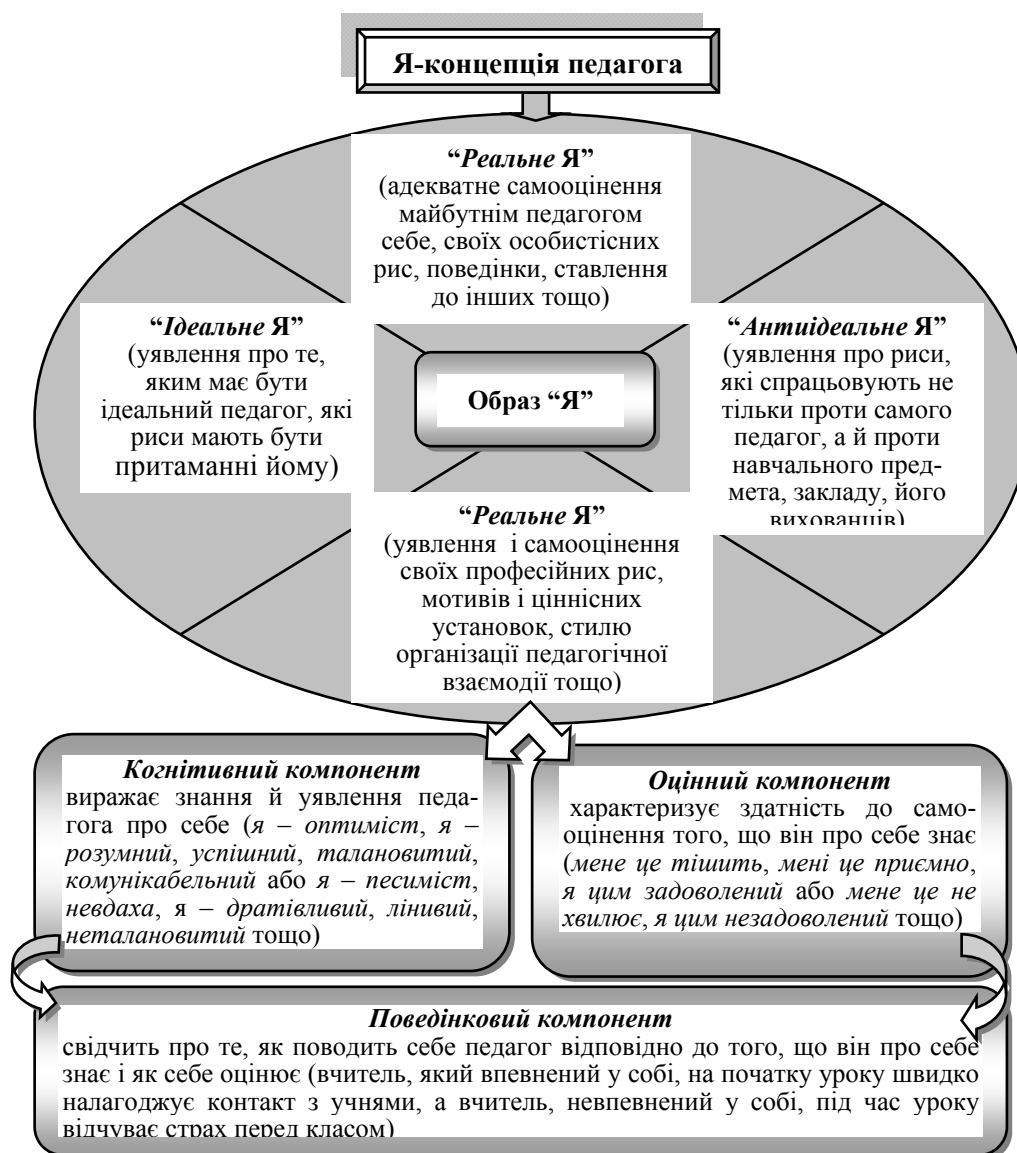 Я-концепція педагога
“Реальне Я”
(адекватне самооцінення
майбутнім педагогом
себе, своїх особистісних
рис, поведінки, ставлення
до інших тощо)
“Ідеальне Я”
(уявлення про те,
яким має бути
ідеальний педагог, які
риси мають бути
притаманні йому)
Образ “Я”
“Антиідеальне Я”
(уявлення про риси,
які спрацьовують не
тільки проти самого
педагог, а й проти
навчального пред-
мета, закладу, його
вихованців)
“Реальне Я”
(уявлення і самооцінення
своїх професійних рис,
мотивів і ціннісних
установок, стилю
організації педагогічної
взаємодії тощо)
Когнітивний компонент
виражає знання й уявлення педа-
гога про себе (я – оптиміст, я –
розумний, успішний, талановитий,
комунікабельний або я – песиміст,
невдаха, я – дратівливий, лінивий,
неталановитий тощо)
Оцінний компонент
характеризує здатність до само-
оцінення того, що він про себе знає
(мене це тішить, мені це приємно,
я цим задоволений або мене це не
хвилює, я цим незадоволений тощо)
Поведінковий компонент
свідчить про те, як поводить себе педагог відповідно до того, що він про себе
знає і як себе оцінює (вчитель, який впевнений у собі, на початку уроку швидко
налагоджує контакт з учнями, а вчитель, невпевнений у собі, під час уроку
відчуває страх перед класом)